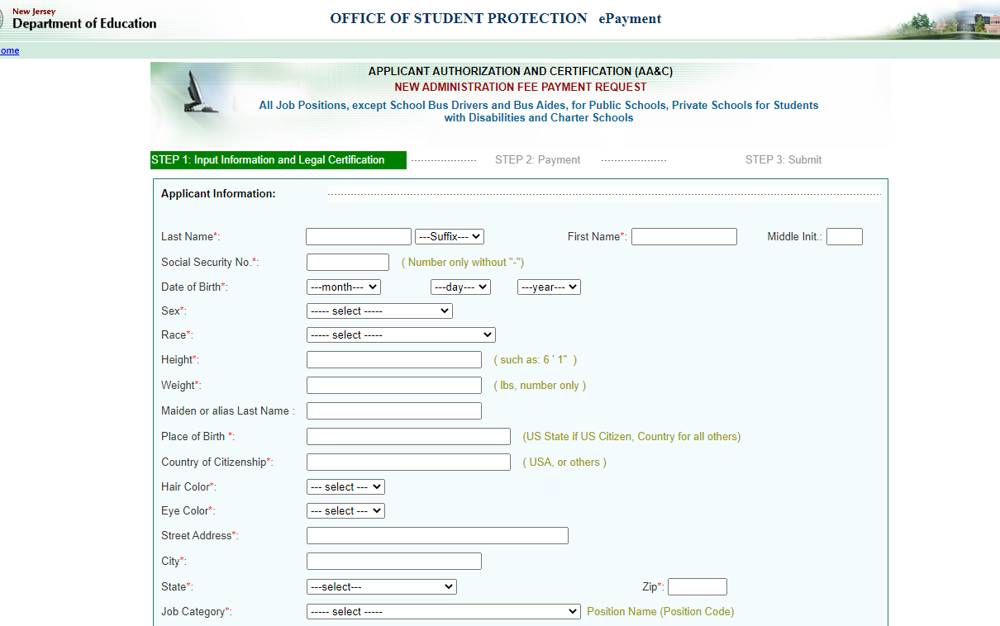 New Jersey
Department of Education
OFFICE OF STUDENT PROTECTION ePayment
ome
APPLICANT AUTHORIZATION AND CERTIFICATION (AA&C)
NEW ADMINISTRATION FEE PAYMENT REQUEST
All Job Positions, except School Bus Drivers and Bus Aides, for Public Schools, Private Schools for Students
with Disabilities and Charter Schools
STEP 1: Input Information and Legal Certification STEP 2: Payment STEP 3: Submit
Applicant Information:
Last Name*: ---Suffix--- First Name*: Middle Init.:
Social Security No.*: ( Number only without "-")
Date of Birth*: ---month--- ---day--- ---year---
Sex*: ----- select -----
Race*: ----- select -----
Height*: ( such as: 6 ' 1" )
Weight*: ( lbs, number only )
Maiden or alias Last Name :
Place of Birth *: (US State if US Citizen, Country for all others)
Country of Citizenship*: ( USA, or others )
Hair Color*: --- select ---
Eye Color*: --- select ---
Street Address*:
City*:
State*: ---select--- Zip*:
Job Category*: ----- select ----- Position Name (Position Code)